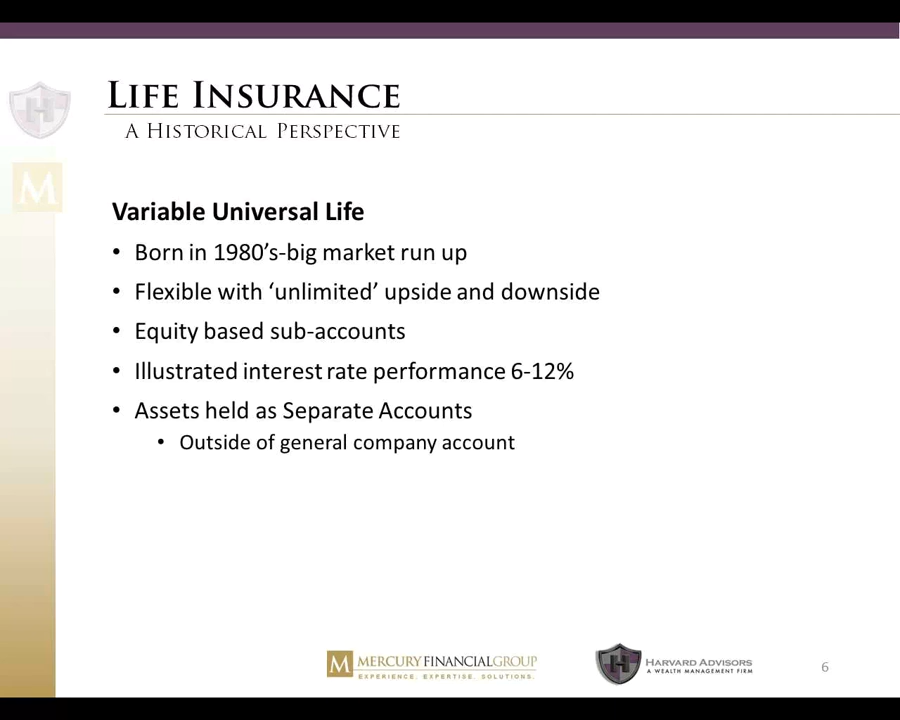 Life Insurance
A Historical Perspective
H
M
Variable Universal Life
• Born in 1980’s-big market run up
• Flexible with ‘unlimited’ upside and downside
• Equity based sub-accounts
• Illustrated interest rate performance 6-12%
• Assets held as Separate Accounts
• Outside of general company account
M MERCURY FINANCIAL GROUP
EXPERIENCE. EXPERTISE. SOLUTIONS.
H Harvard Advisors
A Wealth Management Firm
6